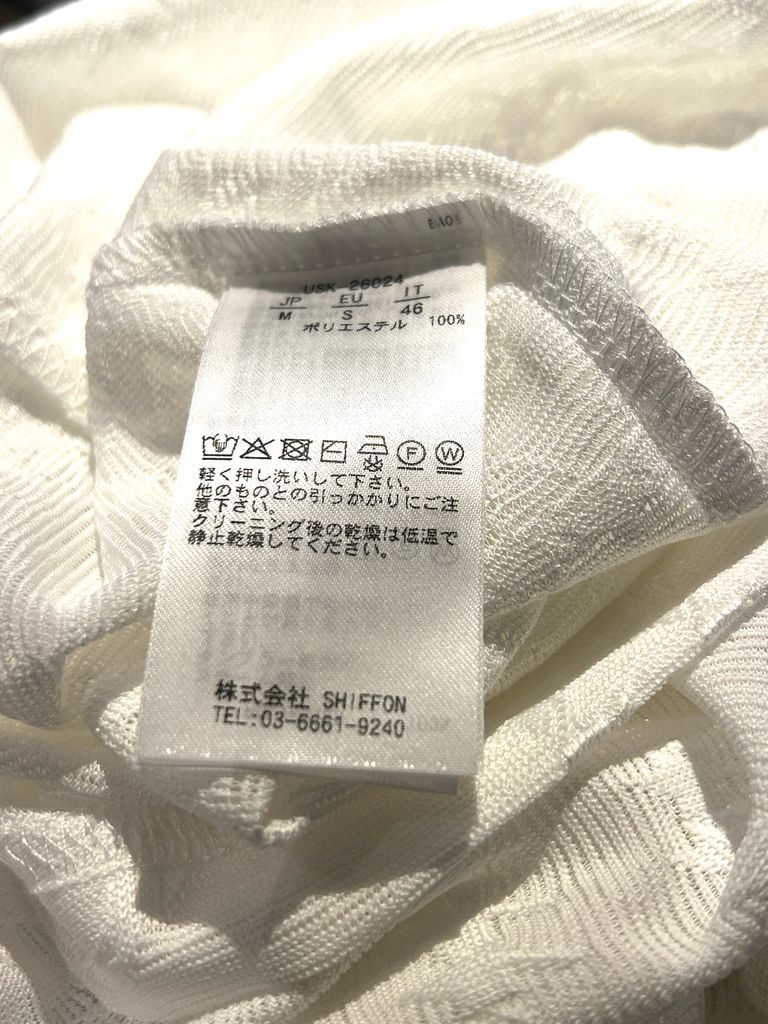 USK-26024
JP EU IT
M S 46
ポリエステル 100%
F W
軽く押し洗いして下さい。
他のものとの引っかかりにご注
意下さい。
クリーニング後の乾燥は低温で
静止乾燥してください。
株式会社 SHIFFON
TEL:03-6661-9240